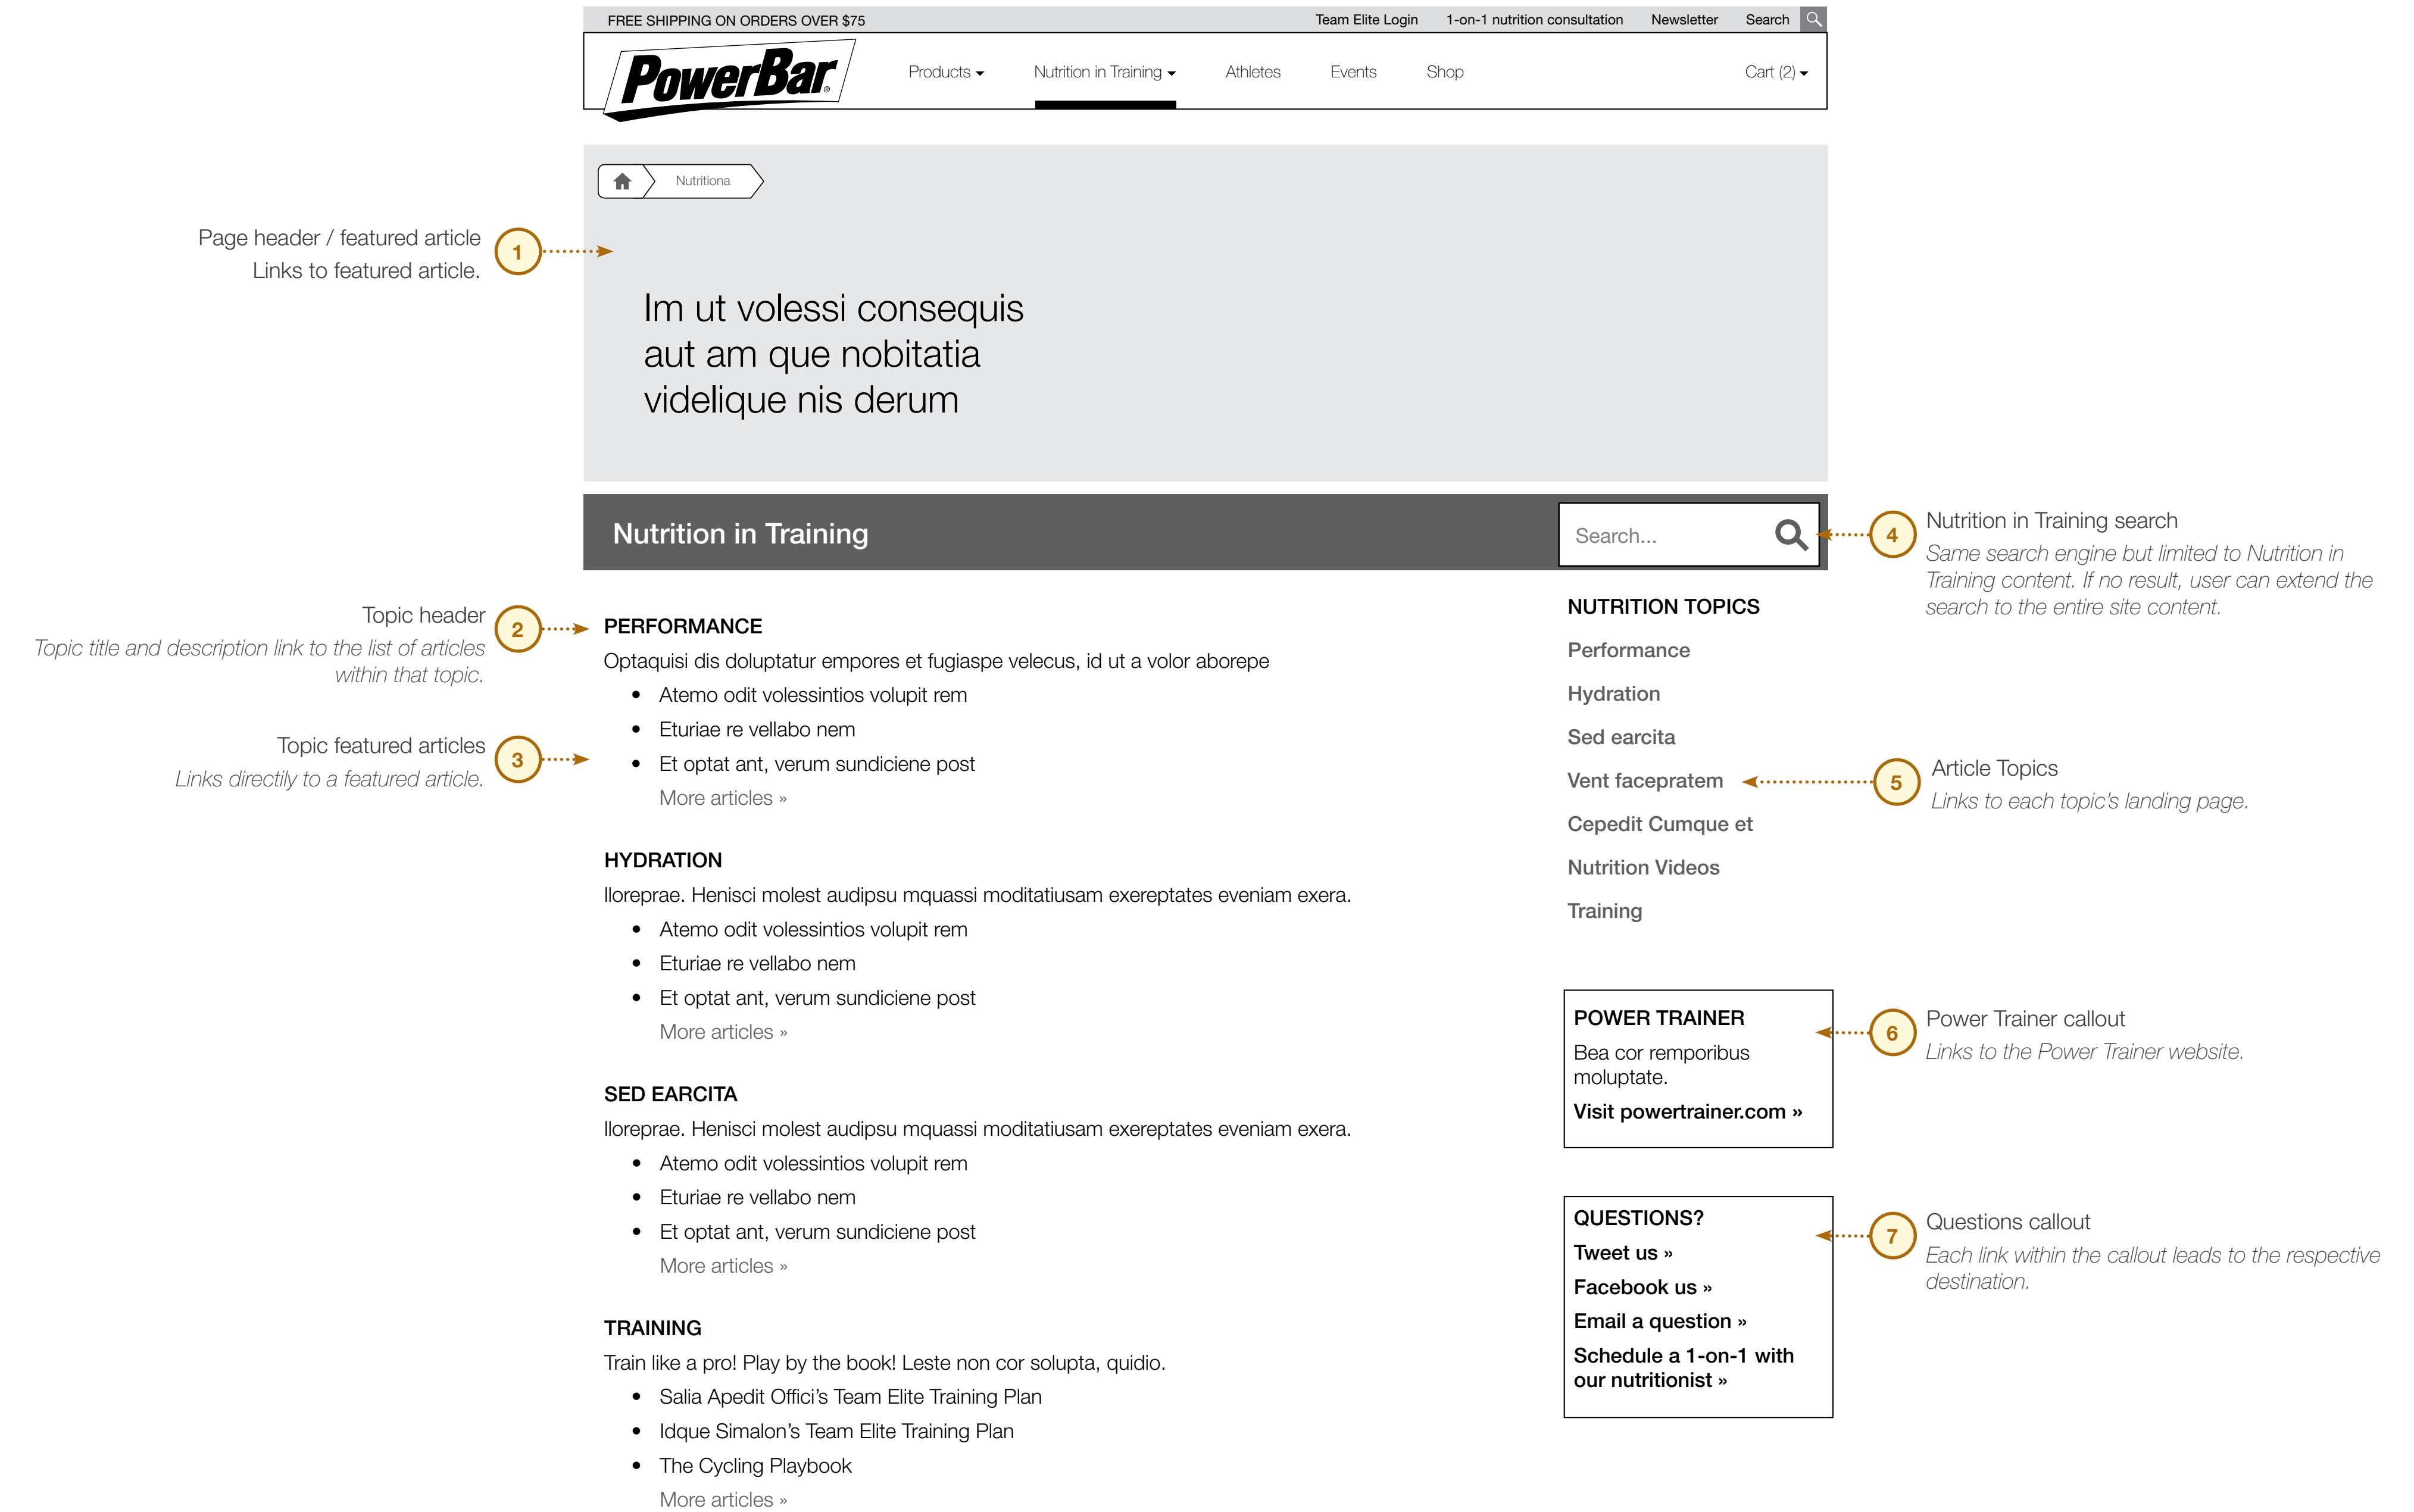 FREE SHIPPING ON ORDERS OVER $75
Team Elite Login
1-on-1 nutrition consultation
Newsletter
Search
PowerBar®
Products
Nutrition in Training
Athletes
Events
Shop
Cart (2)
Nutritiona
Page header / featured article
Links to featured article.
1
Im ut volessi consequis
aut am que nobitatia
videlique nis derum
Nutrition in Training
Search...
4
Nutrition in Training search
Same search engine but limited to Nutrition in
Training content. If no result, user can extend the
search to the entire site content.
Topic header
Topic title and description link to the list of articles
within that topic.
2
PERFORMANCE
Optaquisi dis doluptatur empores et fugiaspe velecus, id ut a volor aborepe
• Atemo odit volessintios volupit rem
• Eturiae re vellabo nem
• Et optat ant, verum sundiciene post
More articles »
Topic featured articles
Links directily to a featured article.
3
HYDRATION
lloreprae. Henisci molest audipsu mquassi moditatiusam exereptates eveniam exera.
• Atemo odit volessintios volupit rem
• Eturiae re vellabo nem
• Et optat ant, verum sundiciene post
More articles »
SED EARCITA
lloreprae. Henisci molest audipsu mquassi moditatiusam exereptates eveniam exera.
• Atemo odit volessintios volupit rem
• Eturiae re vellabo nem
• Et optat ant, verum sundiciene post
More articles »
TRAINING
Train like a pro! Play by the book! Leste non cor solupta, quidio.
• Salia Apedit Offici’s Team Elite Training Plan
• Idque Simalon’s Team Elite Training Plan
• The Cycling Playbook
More articles »
NUTRITION TOPICS
Performance
Hydration
Sed earcita
Vent facepratem
Cepedit Cumque et
Nutrition Videos
Training
5
Article Topics
Links to each topic’s landing page.
POWER TRAINER
Bea cor remporibus
moluptate.
Visit powertrainer.com »
6
Power Trainer callout
Links to the Power Trainer website.
QUESTIONS?
Tweet us »
Facebook us »
Email a question »
Schedule a 1-on-1 with
our nutritionist »
7
Questions callout
Each link within the callout leads to the respective
destination.